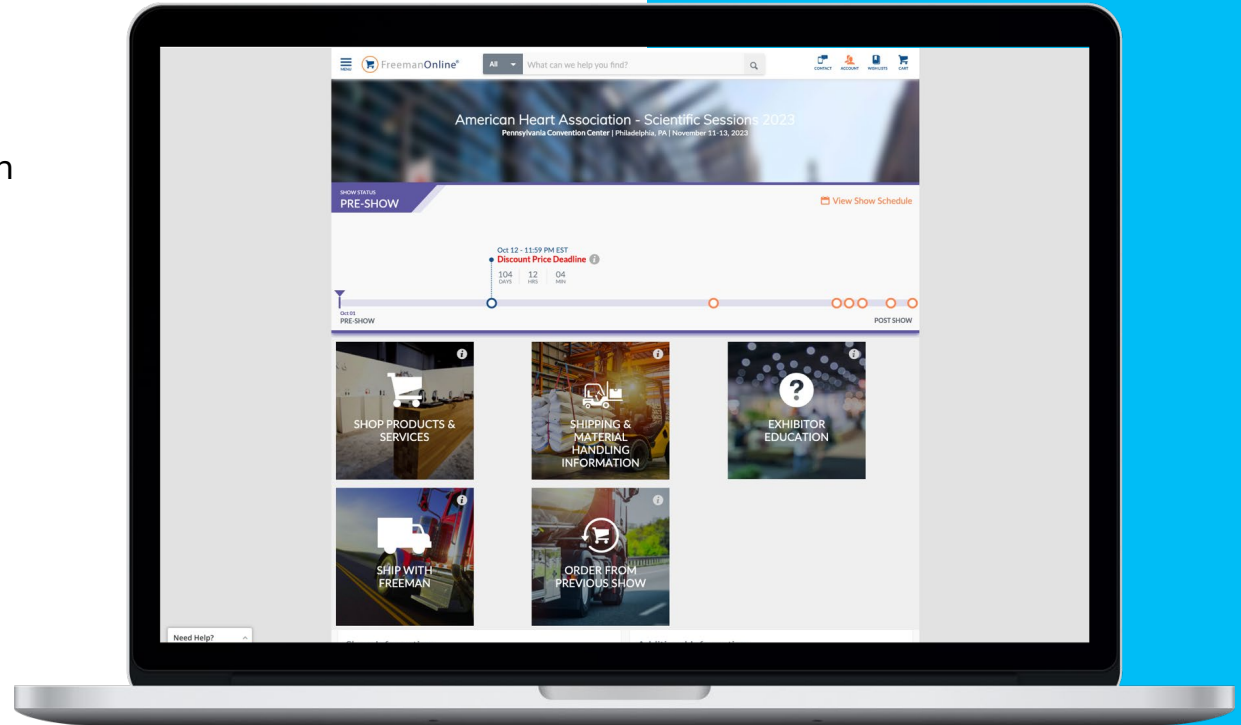 n
MENU
FreemanOnline®
All
What can we help you find?
CONTACT
ACCOUNT
WISH LISTS
CART
American Heart Association - Scientific Sessions 2023
Pennsylvania Convention Center | Philadelphia, PA | November 11-13, 2023
SHOW STATUS
PRE-SHOW
View Show Schedule
Oct 12 - 11:59 PM EST
Discount Price Deadline
104 12 04
DAYS HRS MIN
Oct 01
PRE-SHOW
POST SHOW
SHOP PRODUCTS &
SERVICES
SHIPPING &
MATERIAL
HANDLING
INFORMATION
EXHIBITOR
EDUCATION
SHIP WITH
FREEMAN
ORDER FROM
PREVIOUS SHOW
Need Help?